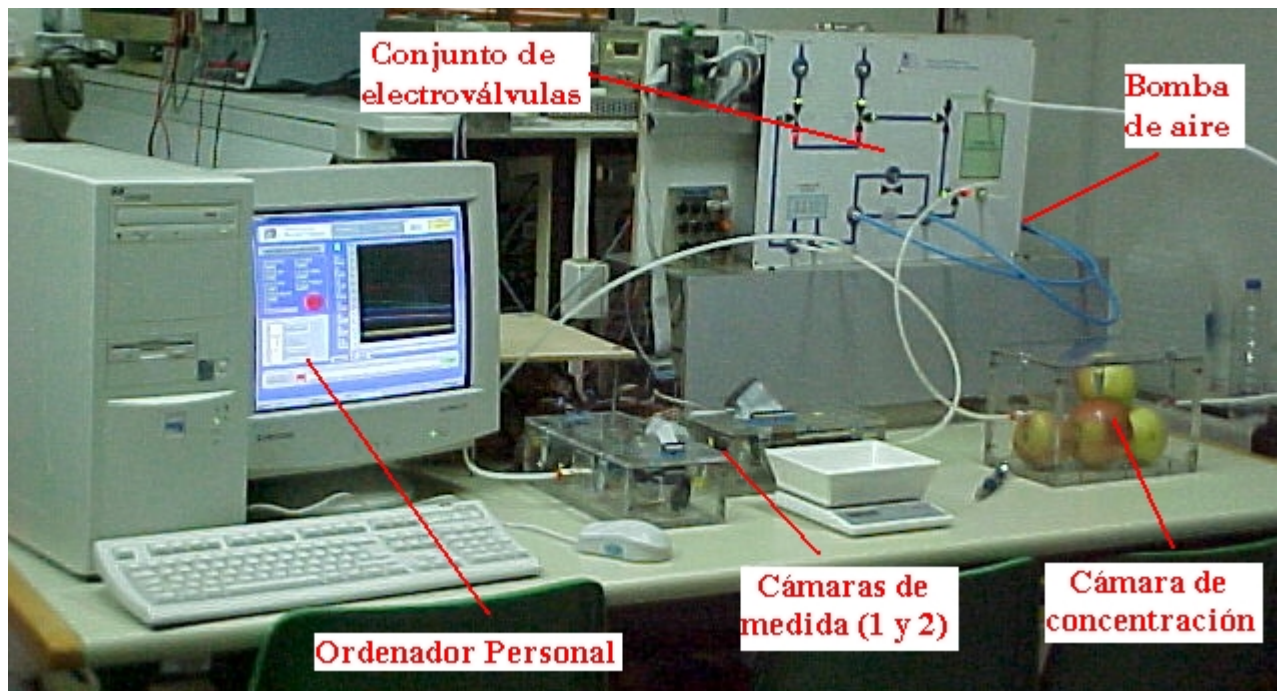 Conjunto de
electroválvulas
Bomba
de aire
Cámaras de
medida (1 y 2)
Cámara de
concentración
Ordenador Personal